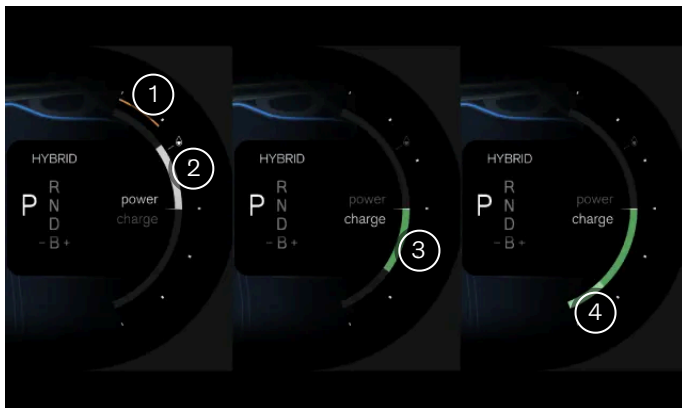 1
2
HYBRID
P
R
N
D
- B +
power
charge
HYBRID
P
R
N
D
- B +
power
charge
3
HYBRID
P
R
N
D
- B +
power
charge
4